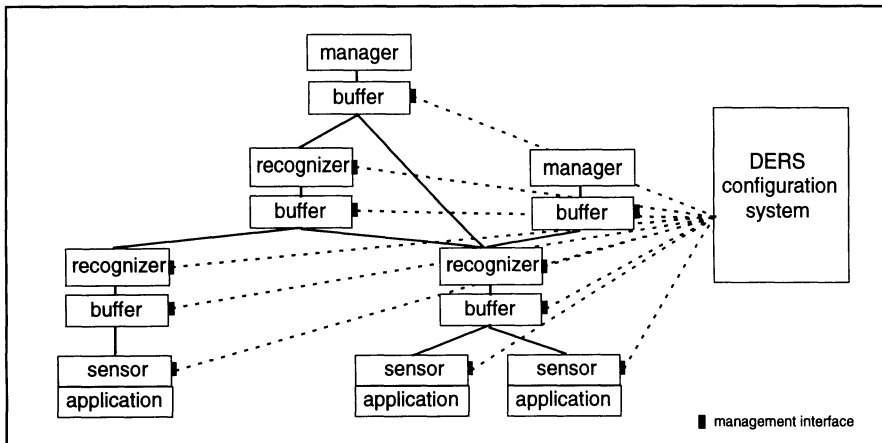 manager
buffer
recognizer
manager
DERS
configuration
system
buffer
buffer
recognizer
recognizer
buffer
buffer
sensor
sensor
sensor
application
application
application
management interface